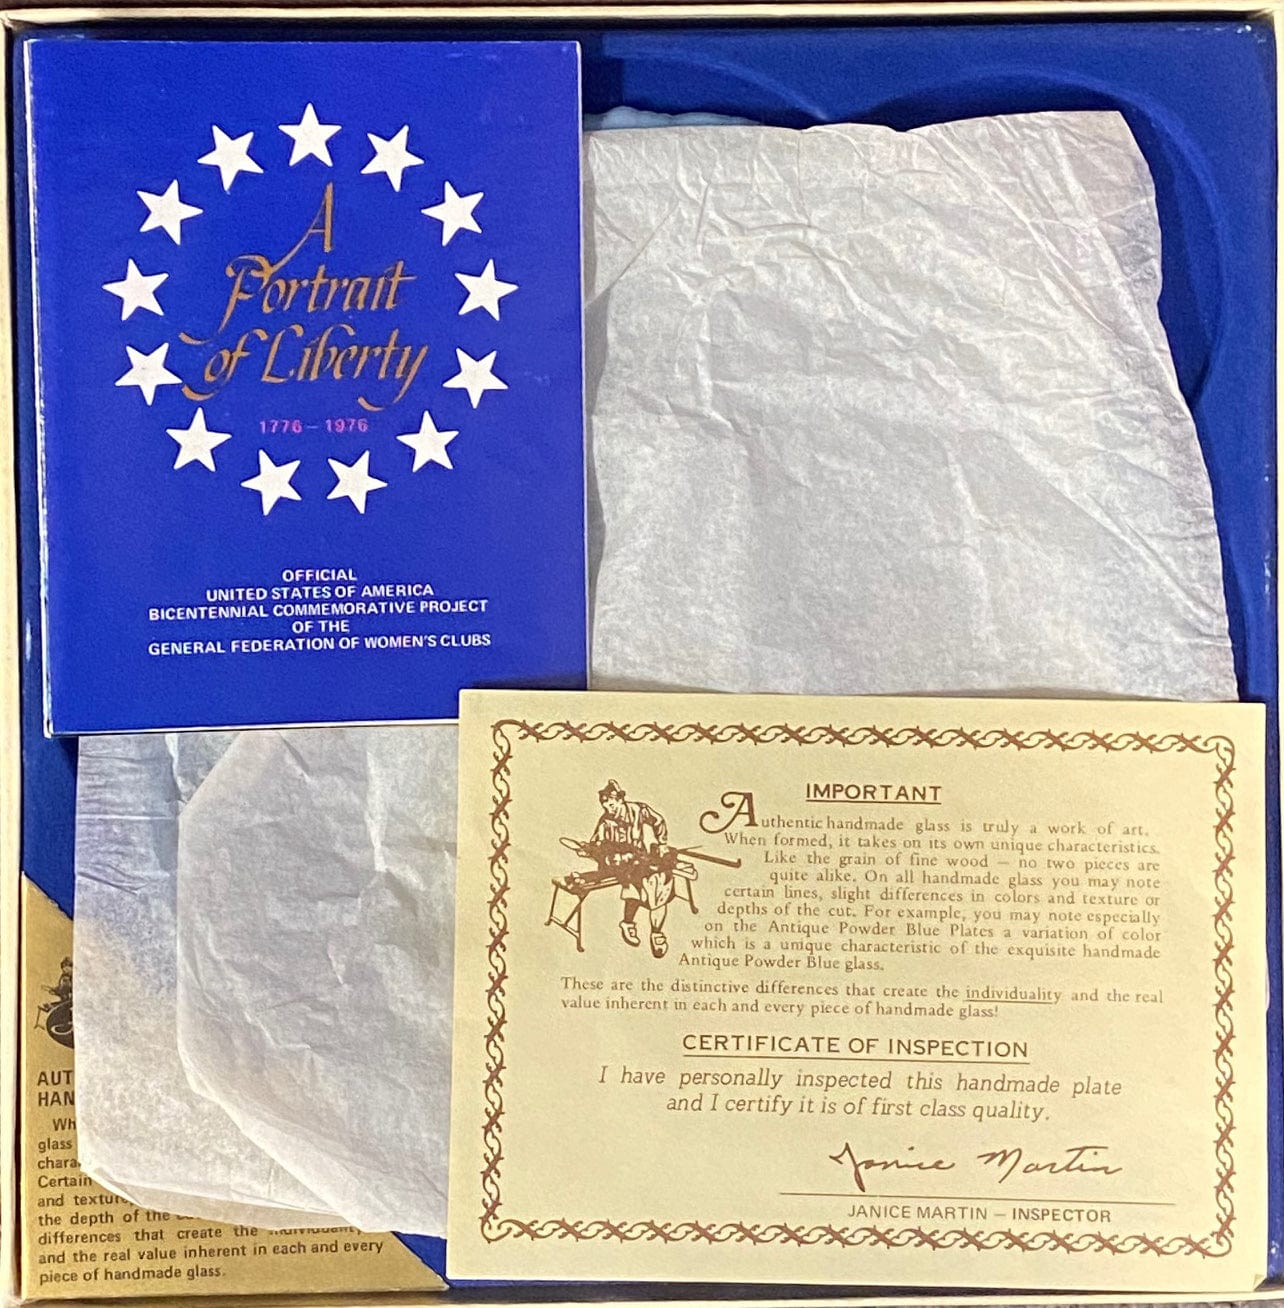 A
Portrait
of Liberty
1776 – 1976
OFFICIAL
UNITED STATES OF AMERICA
BICENTENNIAL COMMEMORATIVE PROJECT
OF THE
GENERAL FEDERATION OF WOMEN'S CLUBS
IMPORTANT
Authentic handmade glass is truly a work of art.
When formed, it takes on its own unique characteristics.
Like the grain of fine wood — no two pieces are
quite alike. On all handmade glass you may note
certain lines, slight differences in colors and texture or
depths of the cut. For example, you may note especially
on the Antique Powder Blue Plates a variation of color
which is a unique characteristic of the exquisite handmade
Antique Powder Blue glass.
These are the distinctive differences that create the individuality and the real
value inherent in each and every piece of handmade glass!
CERTIFICATE OF INSPECTION
I have personally inspected this handmade plate
and I certify it is of first class quality.
Janice Martin
JANICE MARTIN — INSPECTOR
AUT
HAN
Wh
glass
chara
Certain
and texture
the depth of the
differences that create the individuality
and the real value inherent in each and every
piece of handmade glass.